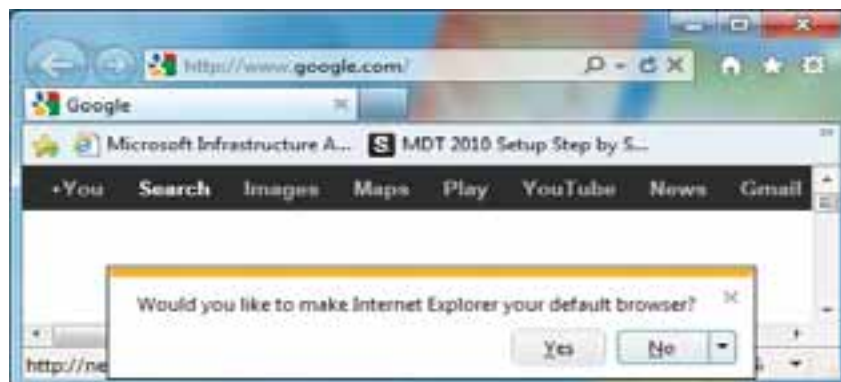 http://www.google.com/
Google
Microsoft Infrastructure A... S MDT 2010 Setup Step by S...
+You Search Images Maps Play YouTube News Gmail
Would you like to make Internet Explorer your default browser?
Yes No
http://ne